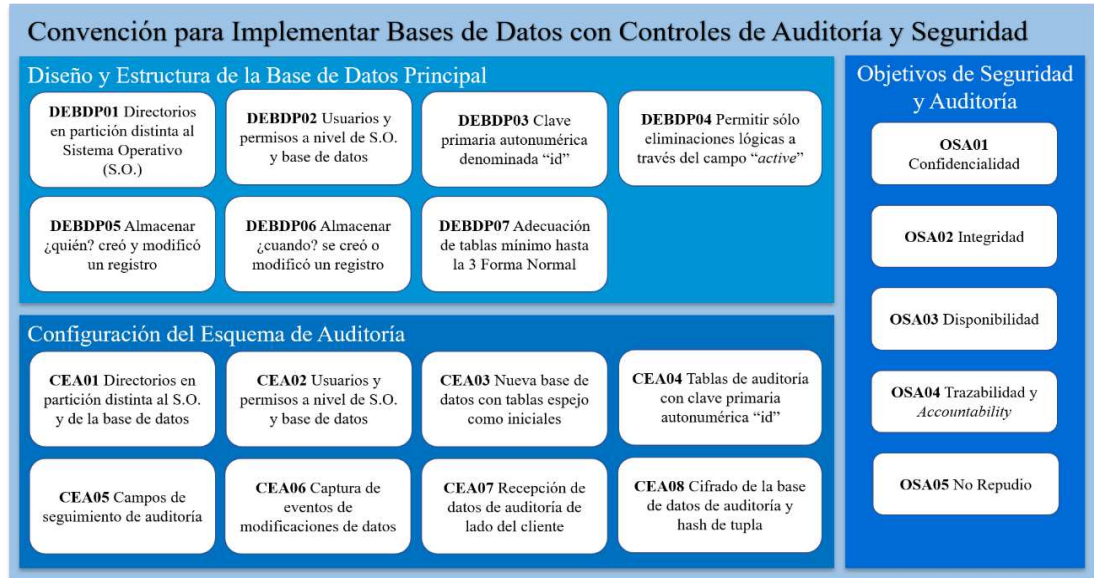 Convención para Implementar Bases de Datos con Controles de Auditoría y Seguridad
Diseño y Estructura de la Base de Datos Principal
DEBDP01 Directorios
en partición distinta al
Sistema Operativo
(S.O.)
DEBDP02 Usuarios y
permisos a nivel de S.O.
y base de datos
DEBDP03 Clave
primaria autonumérica
denominada “id”
DEBDP04 Permitir sólo
eliminaciones lógicas a
través del campo “active”
DEBDP05 Almacenar
¿quién? creó y modificó
un registro
DEBDP06 Almacenar
¿cuando? se creó o
modificó un registro
DEBDP07 Adecuación
de tablas mínimo hasta
la 3 Forma Normal
Configuración del Esquema de Auditoría
CEA01 Directorios en
partición distinta al S.O.
y de la base de datos
CEA02 Usuarios y
permisos a nivel de S.O.
y base de datos
CEA03 Nueva base de
datos con tablas espejo
como iniciales
CEA04 Tablas de auditoría
con clave primaria
autonumérica “id”
CEA05 Campos de
seguimiento de auditoría
CEA06 Captura de
eventos de
modificaciones de datos
CEA07 Recepción de
datos de auditoría de
lado del cliente
CEA08 Cifrado de la base
de datos de auditoría y
hash de tupla
Objetivos de Seguridad
y Auditoría
OSA01
Confidencialidad
OSA02 Integridad
OSA03 Disponibilidad
OSA04 Trazabilidad y
Accountability
OSA05 No Repudio